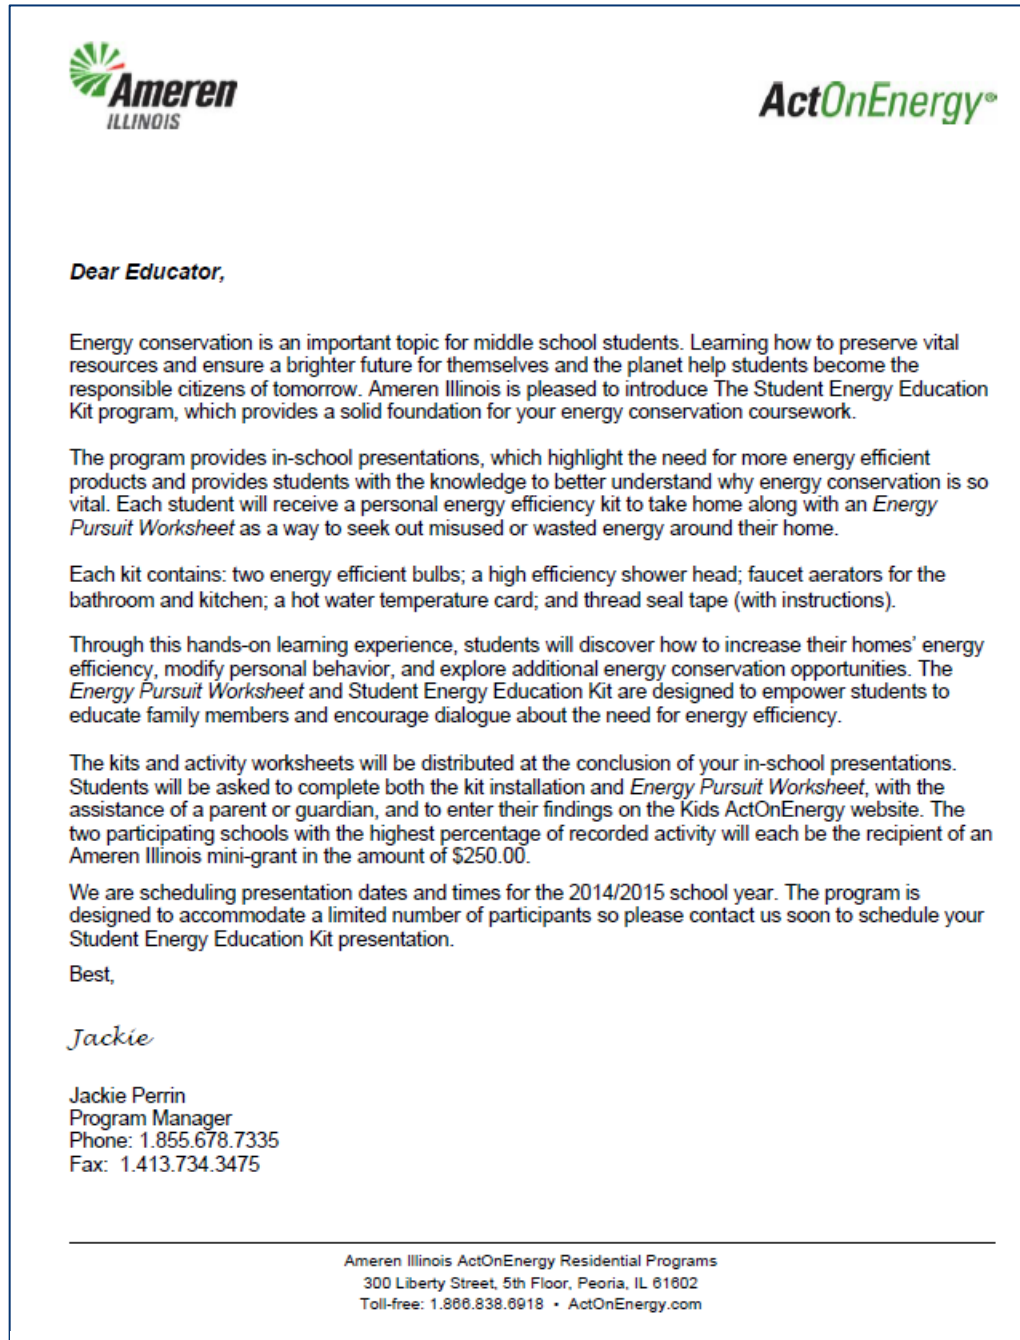 Ameren
ILLINOIS
ActOnEnergy®
Dear Educator,
Energy conservation is an important topic for middle school students. Learning how to preserve vital
resources and ensure a brighter future for themselves and the planet help students become the
responsible citizens of tomorrow. Ameren Illinois is pleased to introduce The Student Energy Education
Kit program, which provides a solid foundation for your energy conservation coursework.
The program provides in-school presentations, which highlight the need for more energy efficient
products and provides students with the knowledge to better understand why energy conservation is so
vital. Each student will receive a personal energy efficiency kit to take home along with an Energy
Pursuit Worksheet as a way to seek out misused or wasted energy around their home.
Each kit contains: two energy efficient bulbs; a high efficiency shower head; faucet aerators for the
bathroom and kitchen; a hot water temperature card; and thread seal tape (with instructions).
Through this hands-on learning experience, students will discover how to increase their homes’ energy
efficiency, modify personal behavior, and explore additional energy conservation opportunities. The
Energy Pursuit Worksheet and Student Energy Education Kit are designed to empower students to
educate family members and encourage dialogue about the need for energy efficiency.
The kits and activity worksheets will be distributed at the conclusion of your in-school presentations.
Students will be asked to complete both the kit installation and Energy Pursuit Worksheet, with the
assistance of a parent or guardian, and to enter their findings on the Kids ActOnEnergy website. The
two participating schools with the highest percentage of recorded activity will each be the recipient of an
Ameren Illinois mini-grant in the amount of $250.00.
We are scheduling presentation dates and times for the 2014/2015 school year. The program is
designed to accommodate a limited number of participants so please contact us soon to schedule your
Student Energy Education Kit presentation.
Best,
Jackie
Jackie Perrin
Program Manager
Phone: 1.855.678.7335
Fax: 1.413.734.3475
Ameren Illinois ActOnEnergy Residential Programs
300 Liberty Street, 5th Floor, Peoria, IL 61602
Toll-free: 1.866.838.6918 • ActOnEnergy.com